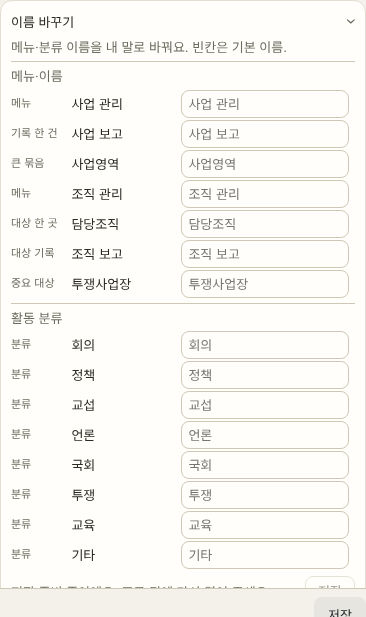 이름 바꾸기
메뉴·분류 이름을 내 말로 바꿔요. 빈칸은 기본 이름.
메뉴·이름
메뉴 사업 관리 사업 관리
기록 한 건 사업 보고 사업 보고
큰 묶음 사업영역 사업영역
메뉴 조직 관리 조직 관리
대상 한 곳 담당조직 담당조직
대상 기록 조직 보고 조직 보고
중요 대상 투쟁사업장 투쟁사업장
활동 분류
분류 회의 회의
분류 정책 정책
분류 교섭 교섭
분류 언론 언론
분류 국회 국회
분류 투쟁 투쟁
분류 교육 교육
분류 기타 기타
저장